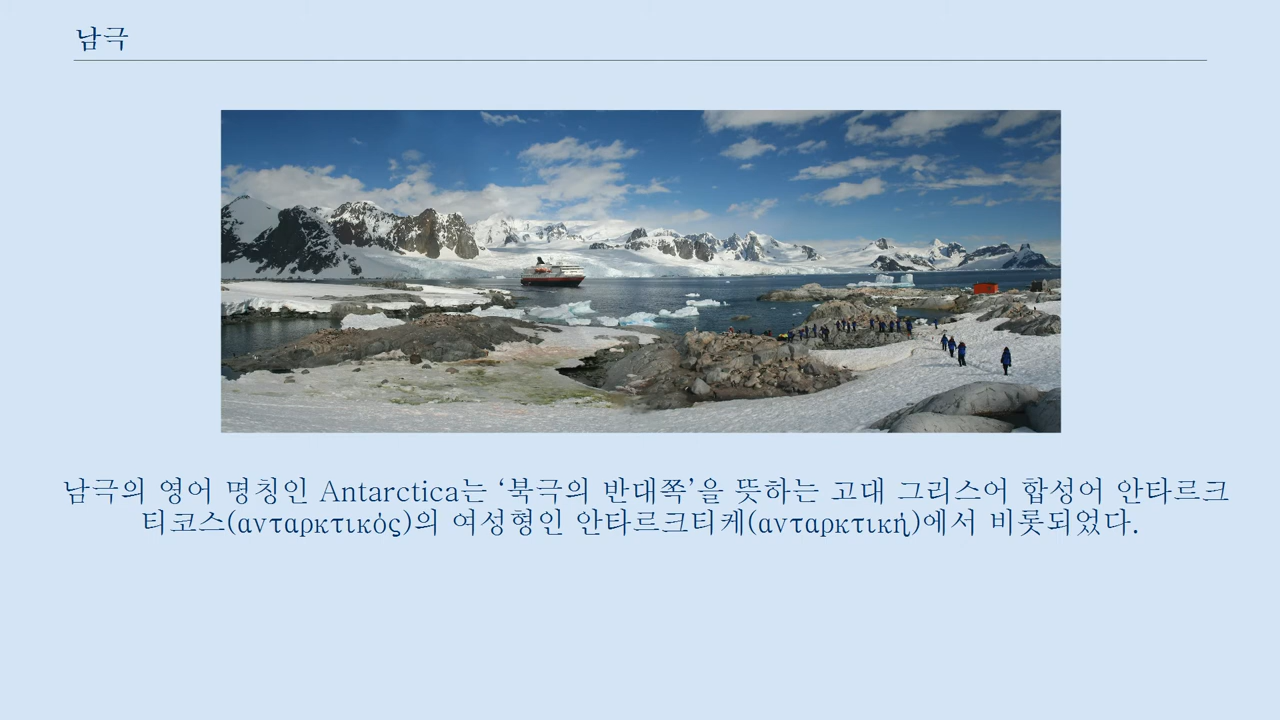 남극
남극의 영어 명칭인 Antarctica는 ‘북극의 반대쪽’을 뜻하는 고대 그리스어 합성어 안타르크
티코스(ανταρκτικός)의 여성형인 안타르크티케(ανταρκτική)에서 비롯되었다.